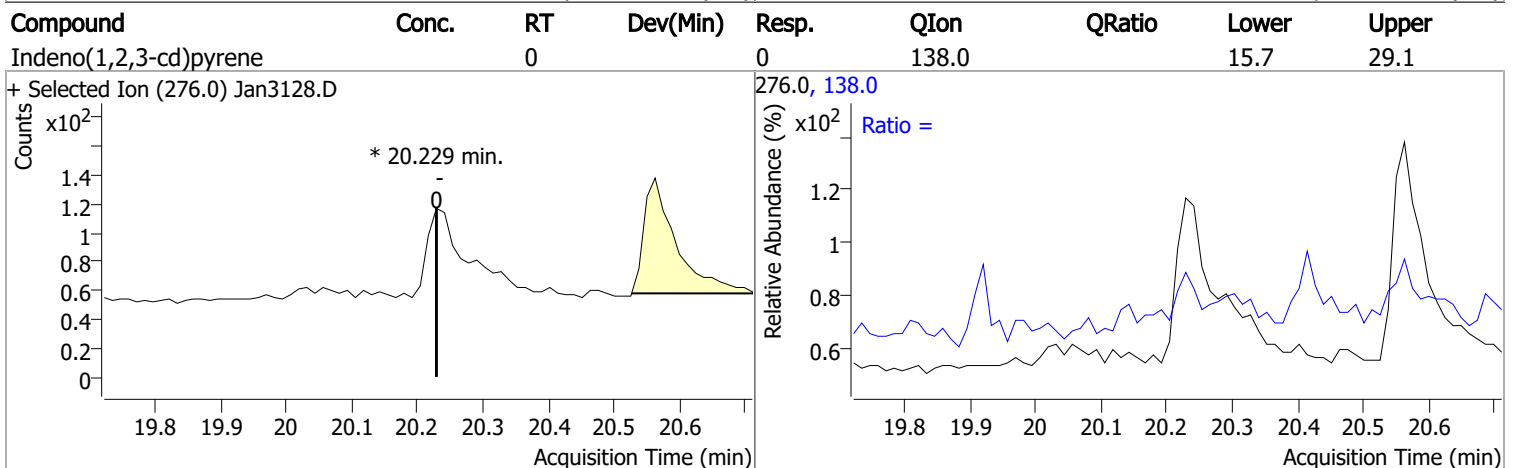 Compound Conc. RT Dev(Min) Resp. QIon QRatio Lower Upper
Indeno(1,2,3-cd)pyrene 0 0 138.0 15.7 29.1
+ Selected Ion (276.0) Jan3128.D
Counts
x10²
* 20.229 min.
-
0
1.4
1.2
1
0.8
0.6
0.4
0.2
0
19.8 19.9 20 20.1 20.2 20.3 20.4 20.5 20.6
Acquisition Time (min)
276.0, 138.0
Relative Abundance (%)
x10²
Ratio =
1.2
1
0.8
0.6
19.8 19.9 20 20.1 20.2 20.3 20.4 20.5 20.6
Acquisition Time (min)